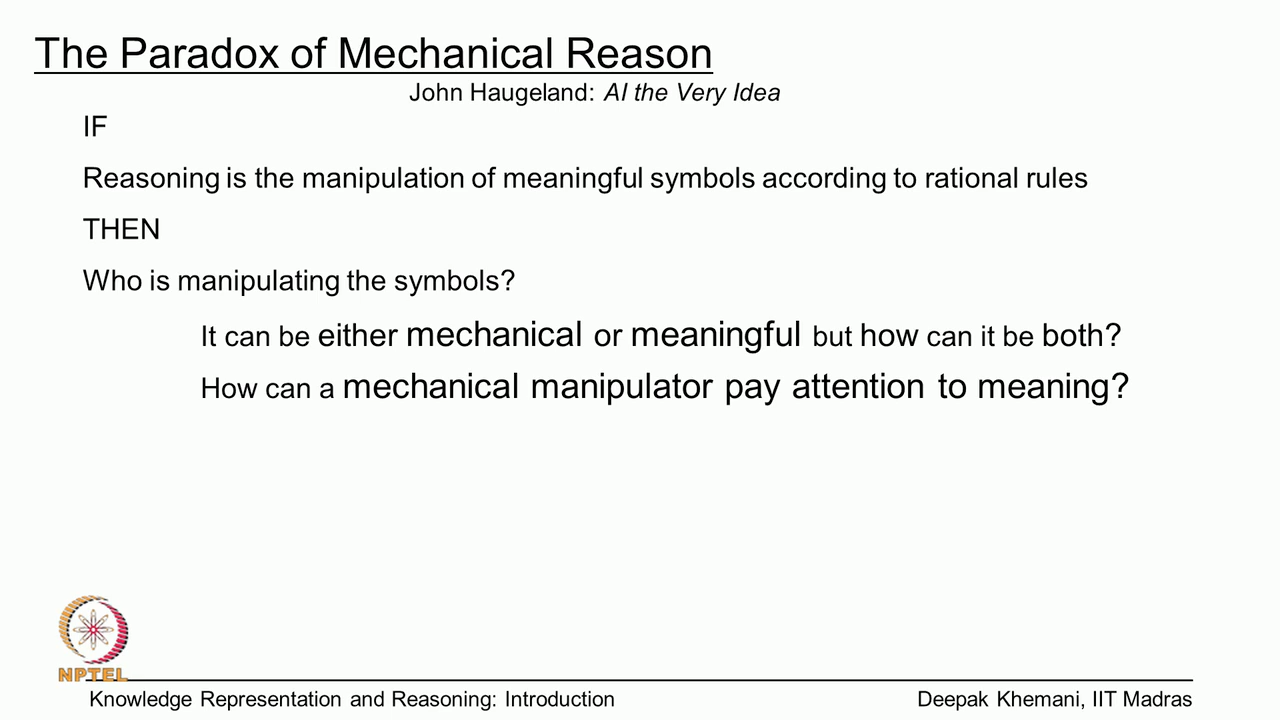 The Paradox of Mechanical Reason
John Haugeland: AI the Very Idea
IF
Reasoning is the manipulation of meaningful symbols according to rational rules
THEN
Who is manipulating the symbols?
It can be either mechanical or meaningful but how can it be both?
How can a mechanical manipulator pay attention to meaning?
NPTEL
Knowledge Representation and Reasoning: Introduction
Deepak Khemani, IIT Madras